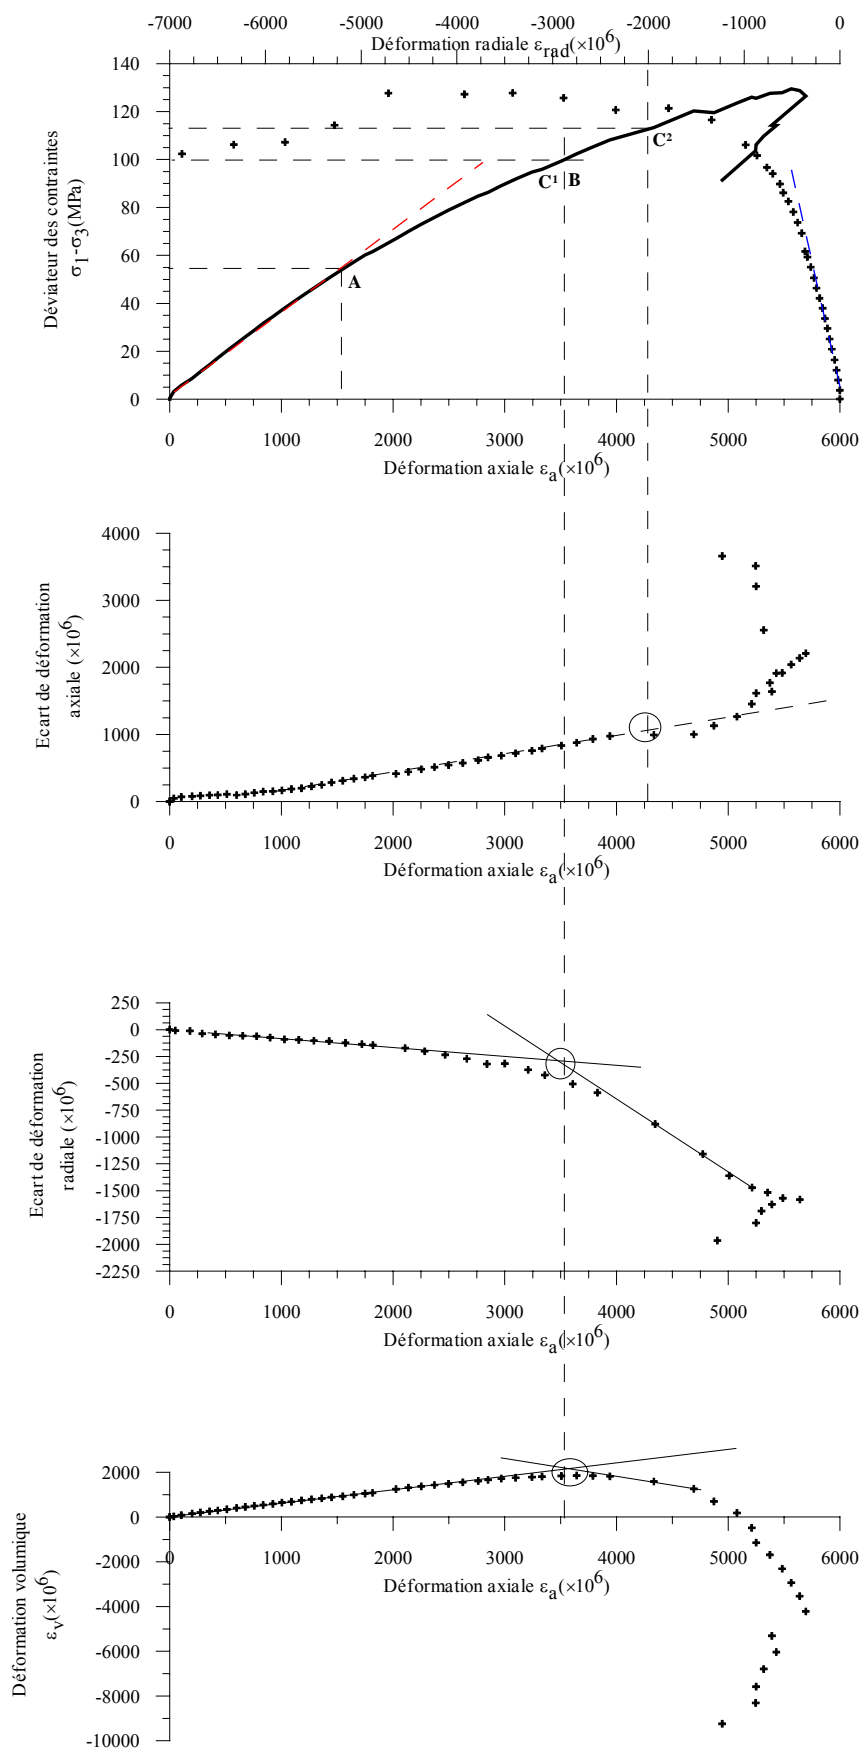 -7000 -6000 -5000 -4000 -3000 -2000 -1000 0
Déformation radiale εrad(×10⁶)
140
120
100
80
60
40
20
0
Déviateur des contraintes
σ1-σ3(MPa)
A
C¹ B
C²
0 1000 2000 3000 4000 5000 6000
Déformation axiale εa(×10⁶)
4000
3000
2000
1000
0
Ecart de déformation
axiale (×10⁶)
0 1000 2000 3000 4000 5000 6000
Déformation axiale εa(×10⁶)
250
0
-250
-500
-750
-1000
-1250
-1500
-1750
-2000
-2250
Ecart de déformation
radiale (×10⁶)
0 1000 2000 3000 4000 5000 6000
Déformation axiale εa(×10⁶)
2000
0
-2000
-4000
-6000
-8000
-10000
Déformation volumique
εv(×10⁶)
0 1000 2000 3000 4000 5000 6000
Déformation axiale εa(×10⁶)